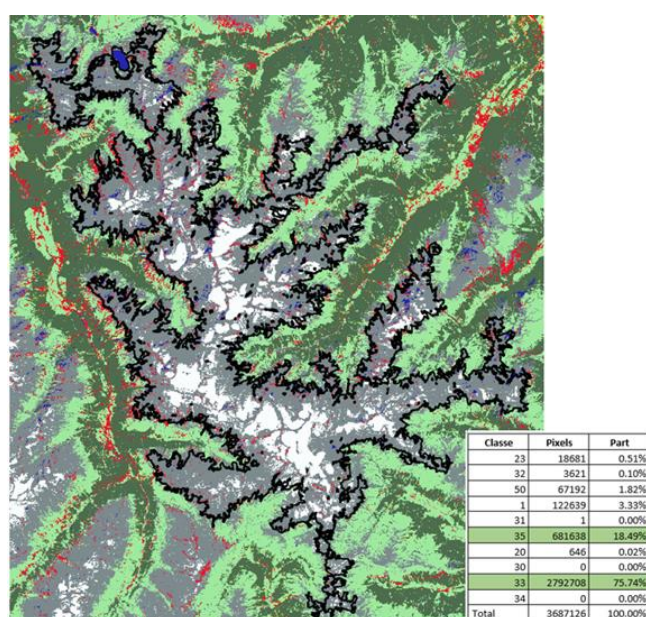 Classe Pixels Part
23 18681 0.51%
32 3621 0.10%
50 67192 1.82%
1 122639 3.33%
31 1 0.00%
35 681638 18.49%
20 646 0.02%
30 0 0.00%
33 2792708 75.74%
34 0 0.00%
Total 3687126 100.00%